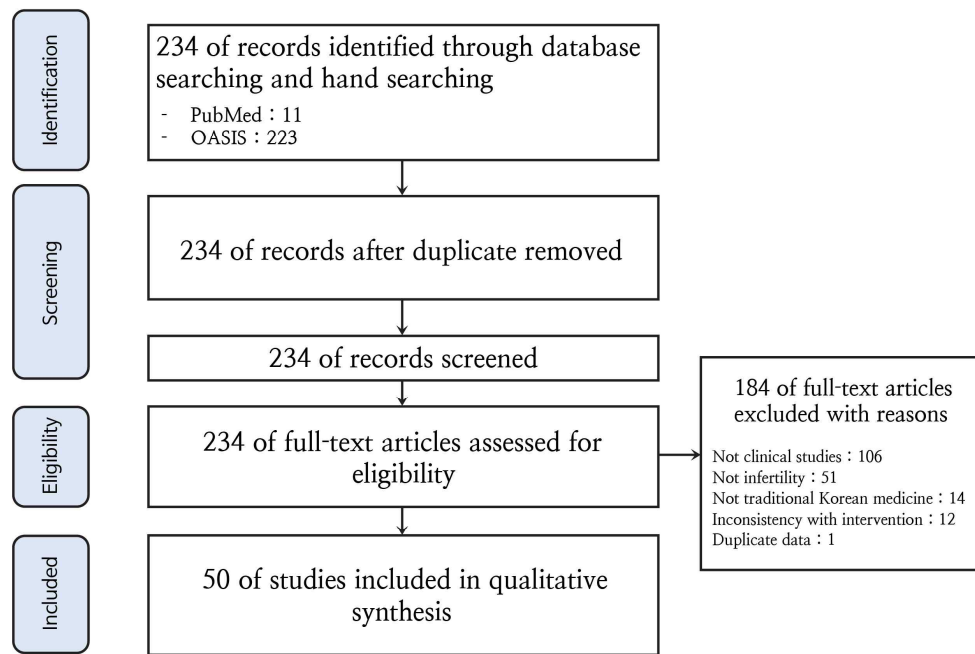 Identification
234 of records identified through database
searching and hand searching
- PubMed : 11
- OASIS : 223
Screening
234 of records after duplicate removed
234 of records screened
Eligibility
234 of full-text articles assessed for
eligibility
184 of full-text articles
excluded with reasons
Not clinical studies : 106
Not infertility : 51
Not traditional Korean medicine : 14
Inconsistency with intervention : 12
Duplicate data : 1
Included
50 of studies included in qualitative
synthesis